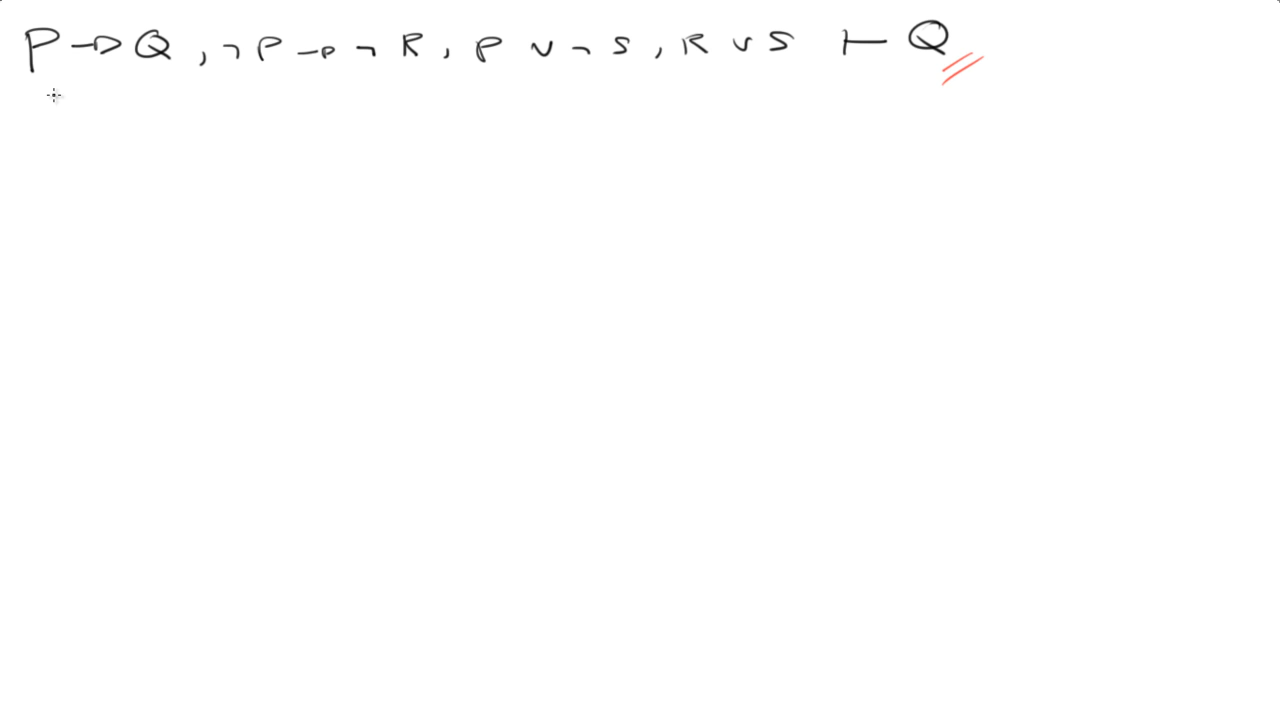 P → Q , ¬ P → ¬ R , P ∨ ¬ S , R ∨ S ⊢ Q